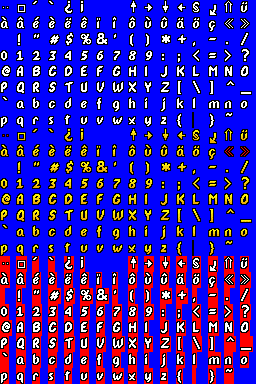 ¨ □ ´ ` ¿ ¡ ↑ → ↓ ← § ↲ ⇧ ü
à â é è ê ë ï î ô ö ù û ä ö ç « »
! " # $ % & ' ( ) * + , - . /
0 1 2 3 4 5 6 7 8 9 : ; < = > ?
@ A B C D E F G H I J K L M N O
P Q R S T U V W X Y Z [ \ ] ^ _
` a b c d e f g h i j k l m n o
p q r s t u v w x y z { | } ~
¨ □ ´ ` ¿ ¡ ↑ → ↓ ← § ↲ ⇧ ü
à â é è ê ë ï î ô ö ù û ä ö ç « »
! " # $ % & ' ( ) * + , - . /
0 1 2 3 4 5 6 7 8 9 : ; < = > ?
@ A B C D E F G H I J K L M N O
P Q R S T U V W X Y Z [ \ ] ^ _
` a b c d e f g h i j k l m n o
p q r s t u v w x y z { | } ~
¨ □ ´ ` ¿ ¡ ↑ → ↓ ← § ↲ ⇧ ü
à â é è ê ë ï î ô ö ù û ä ö ç « »
! " # $ % & ' ( ) * + , - . /
0 1 2 3 4 5 6 7 8 9 : ; < = > ?
@ A B C D E F G H I J K L M N O
P Q R S T U V W X Y Z [ \ ] ^ _
` a b c d e f g h i j k l m n o
p q r s t u v w x y z { | } ~